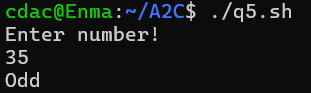 cdac@Enma:~/A2C$ ./q5.sh
Enter number!
35
Odd